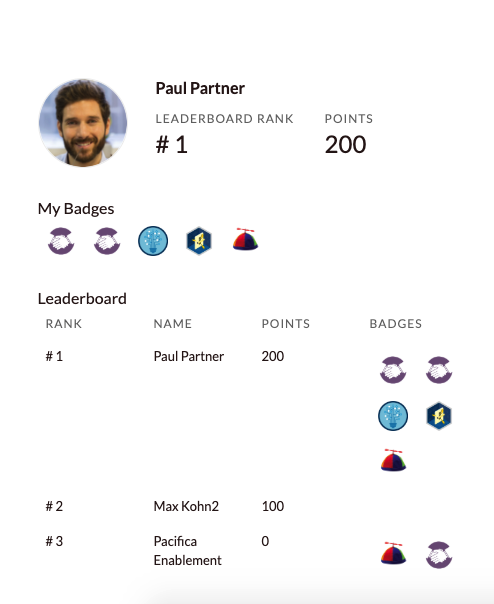 Paul Partner
LEADERBOARD RANK POINTS
# 1 200
My Badges
Leaderboard
RANK NAME POINTS BADGES
# 1 Paul Partner 200
# 2 Max Kohn2 100
# 3 Pacifica 0
Enablement